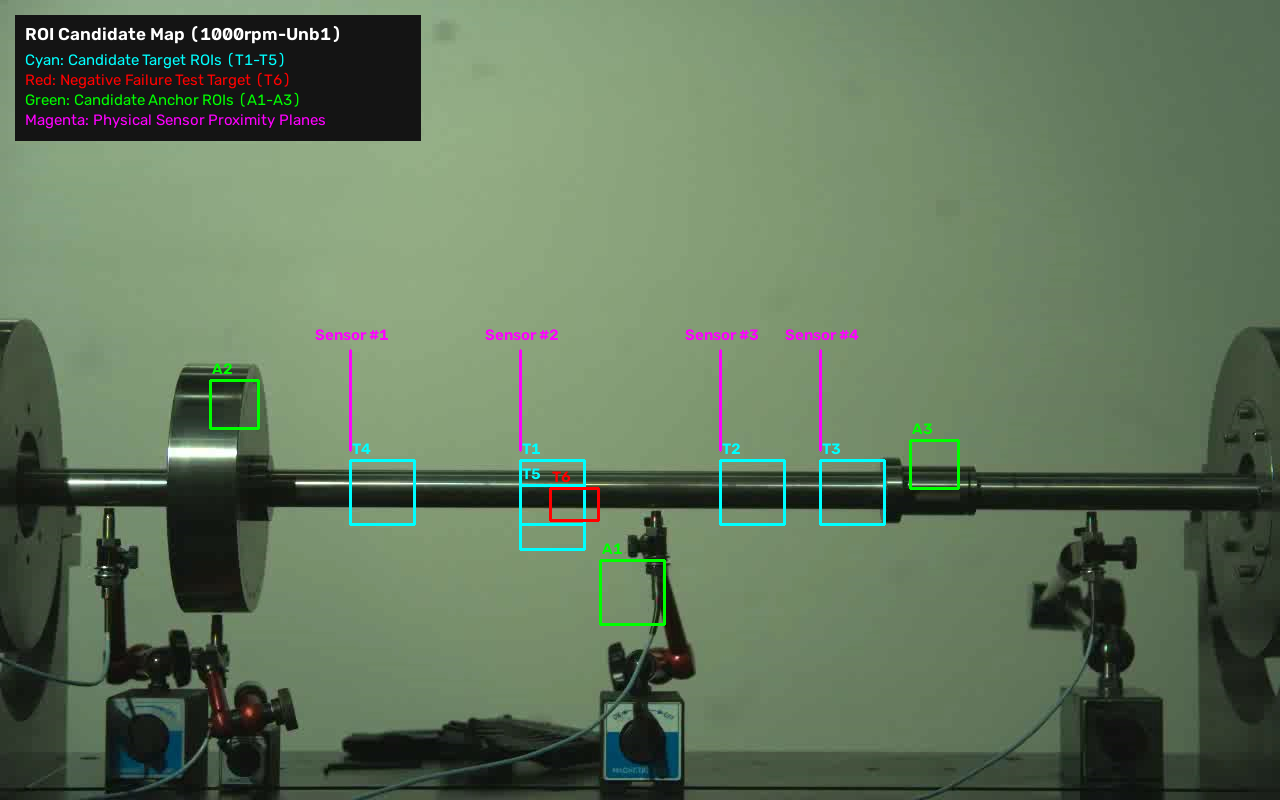 ROI Candidate Map (1000rpm-Unb1)
Cyan: Candidate Target ROIs (T1-T5)
Red: Negative Failure Test Target (T6)
Green: Candidate Anchor ROIs (A1-A3)
Magenta: Physical Sensor Proximity Planes
Sensor #1
Sensor #2
Sensor #3
Sensor #4
A2
A3
T4
T1
T2
T3
T5
T6
A1